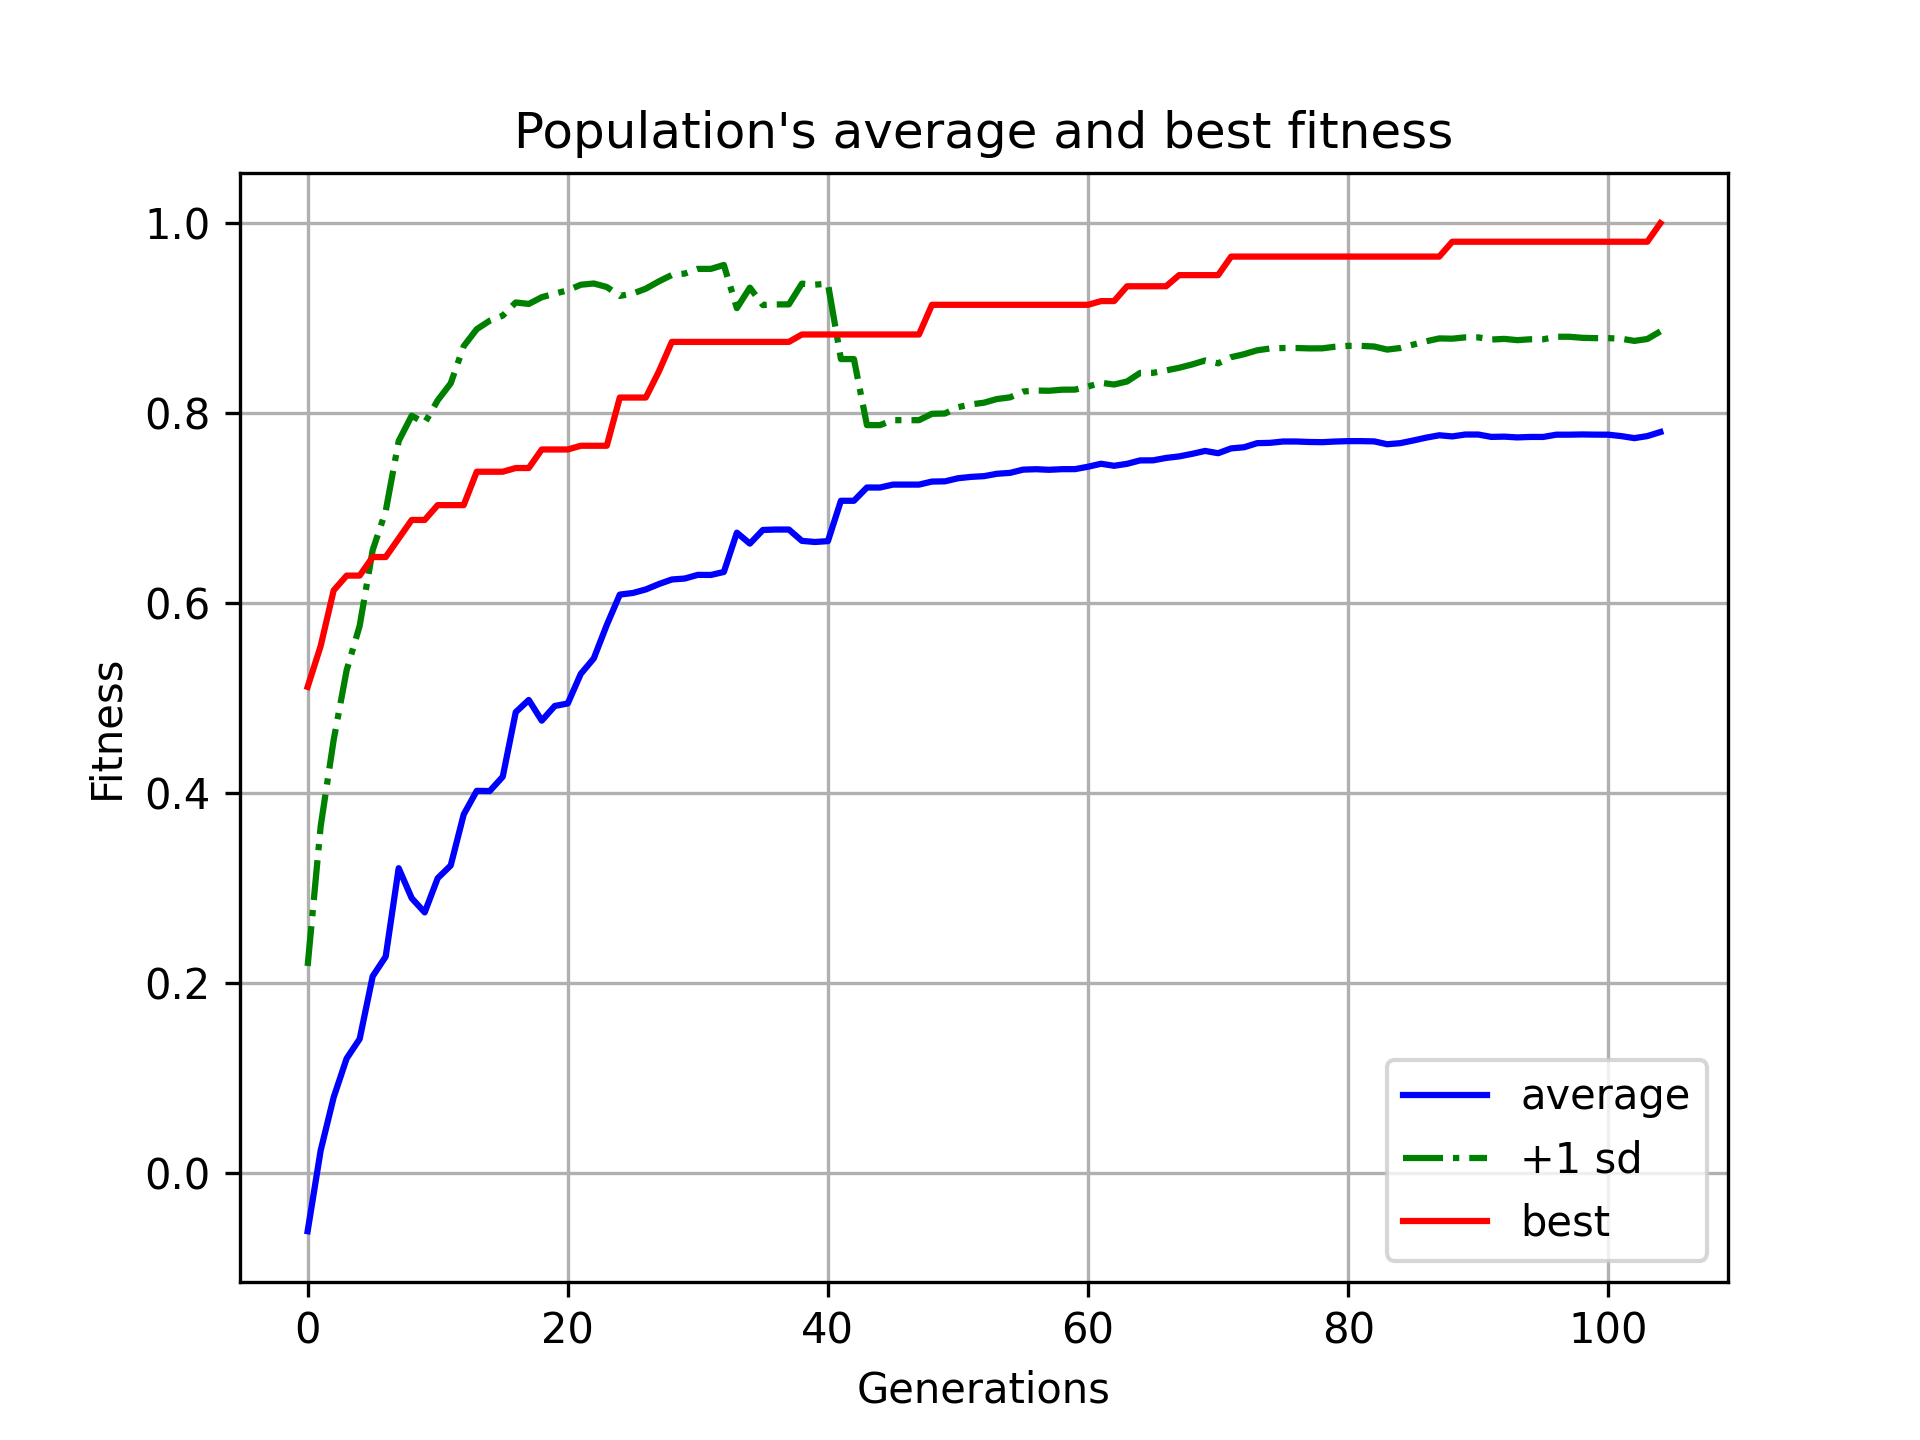 Population's average and best fitness
Fitness
1.0
0.8
0.6
0.4
0.2
0.0
average
+1 sd
best
0 20 40 60 80 100
Generations